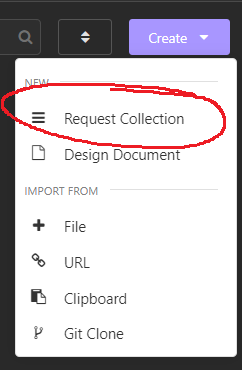 Create
NEW
Request Collection
Design Document
IMPORT FROM
File
URL
Clipboard
Git Clone